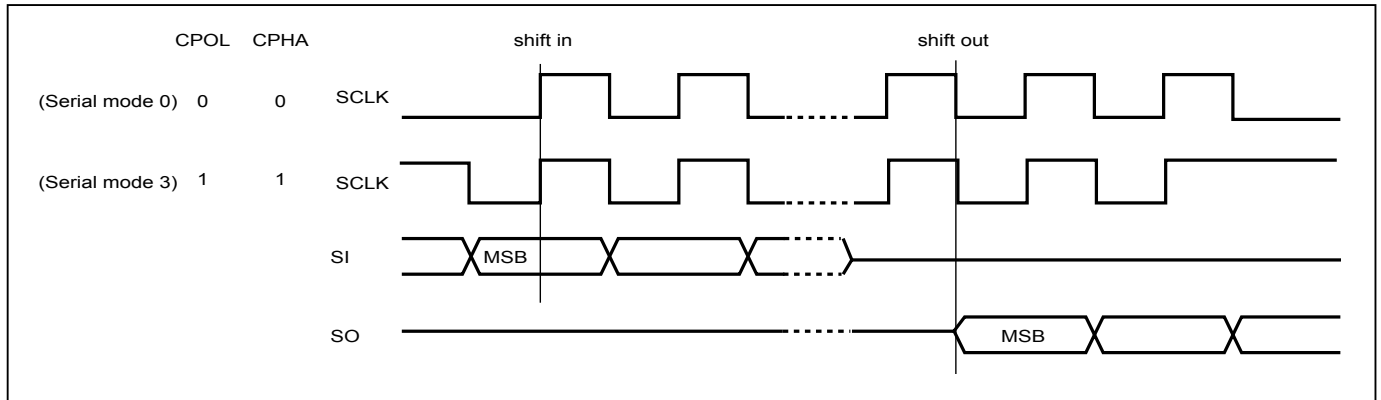 CPOL CPHA shift in shift out
(Serial mode 0) 0 0 SCLK
(Serial mode 3) 1 1 SCLK
SI MSB
SO MSB